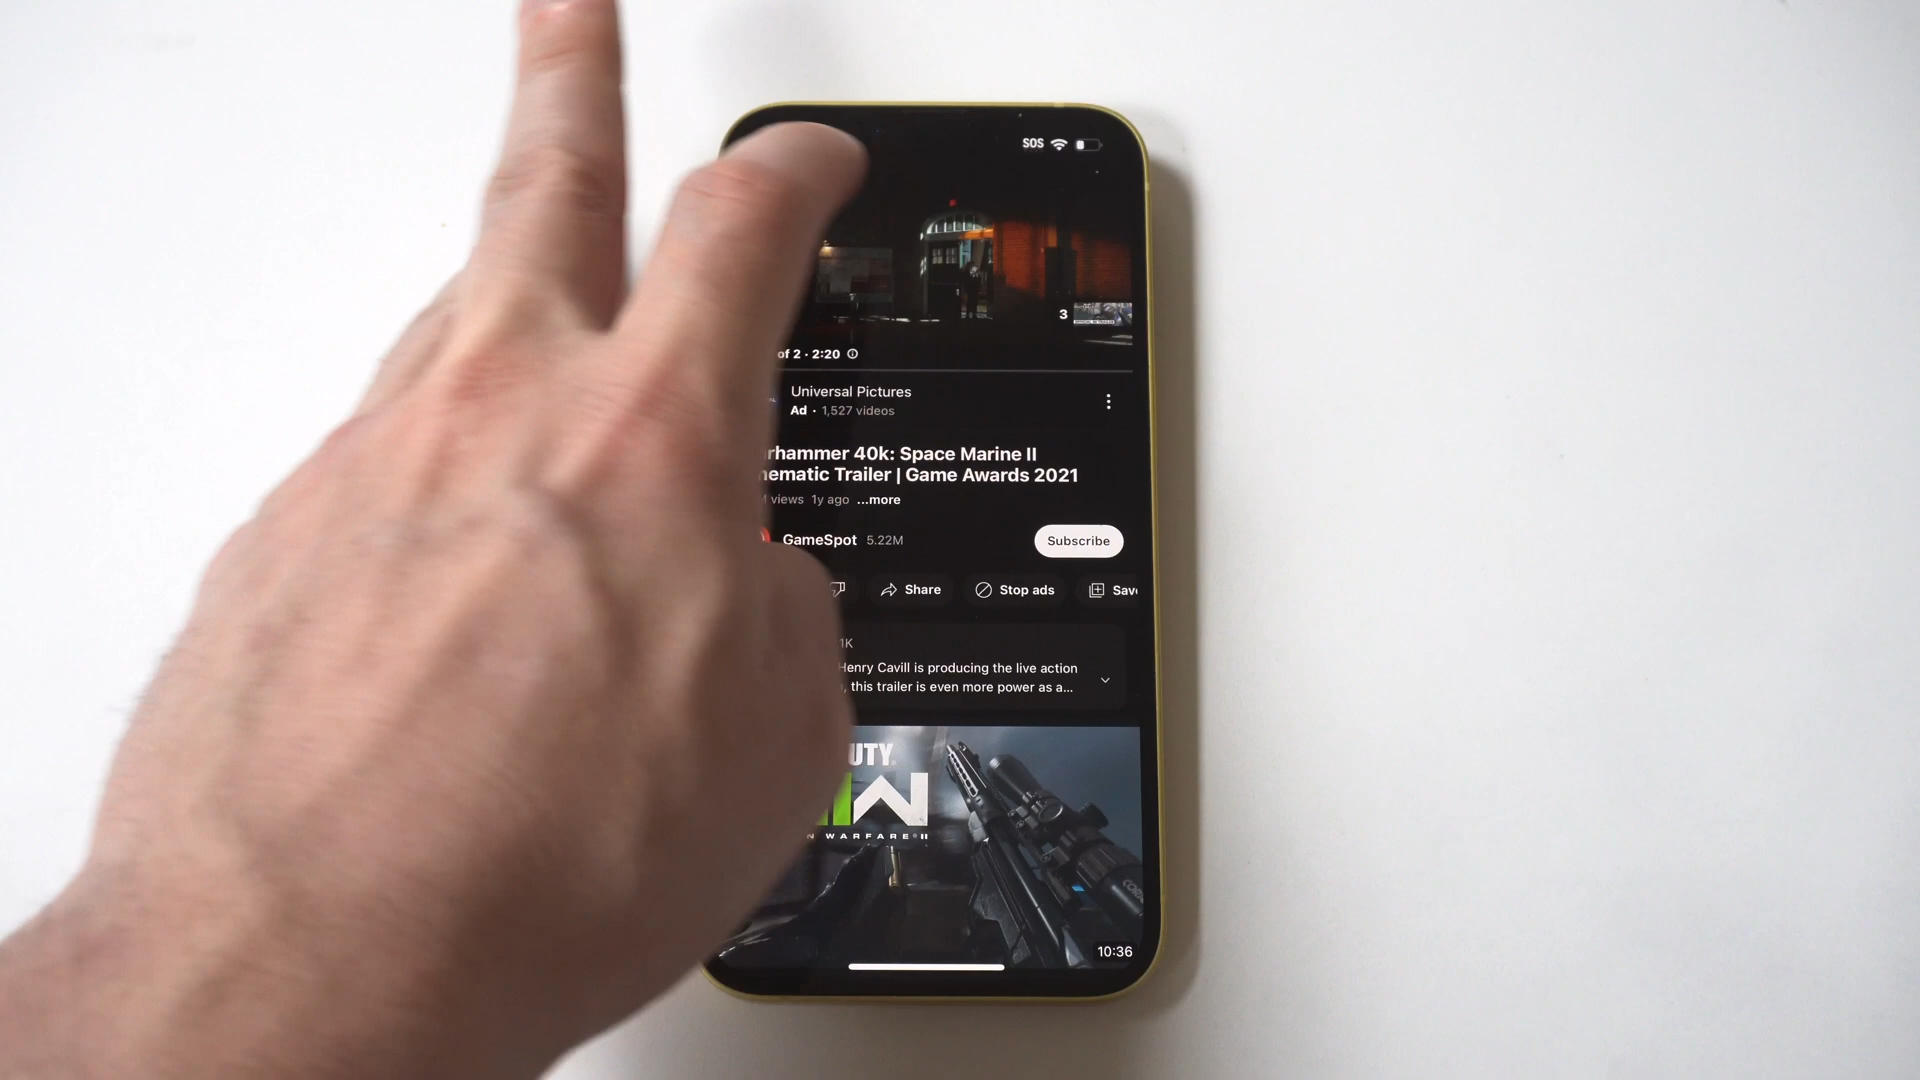 SOS
3
of 2 · 2:20
Universal Pictures
Ad · 1,527 videos
rhammer 40k: Space Marine II
ematic Trailer | Game Awards 2021
views 1y ago ...more
GameSpot 5.22M
Subscribe
Share
Stop ads
Sav
1K
Henry Cavill is producing the live action
, this trailer is even more power as a...
UTY
W
N WARFARE II
10:36